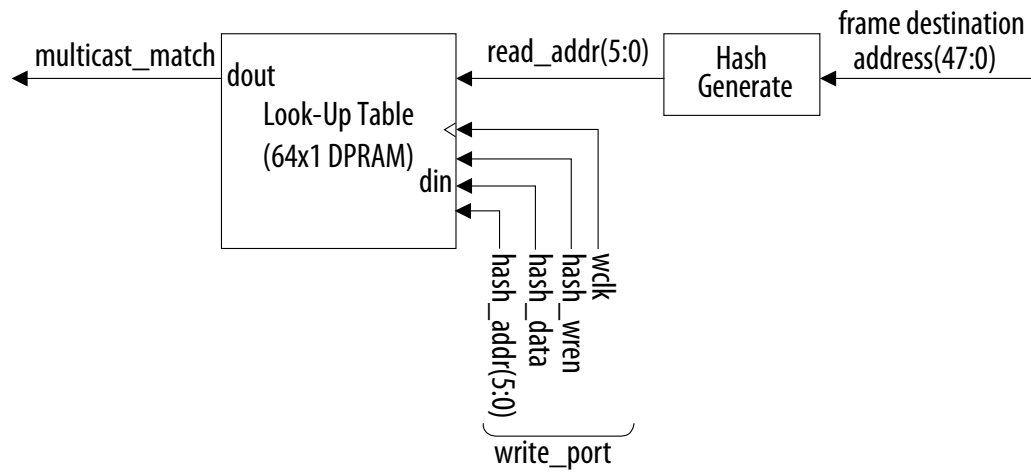 frame destination
address(47:0)
multicast_match
read_addr(5:0)
Hash
Generate
dout
Look-Up Table
(64x1 DPRAM)
din
hash_addr(5:0)
hash_data
hash_wren
wclk
write_port